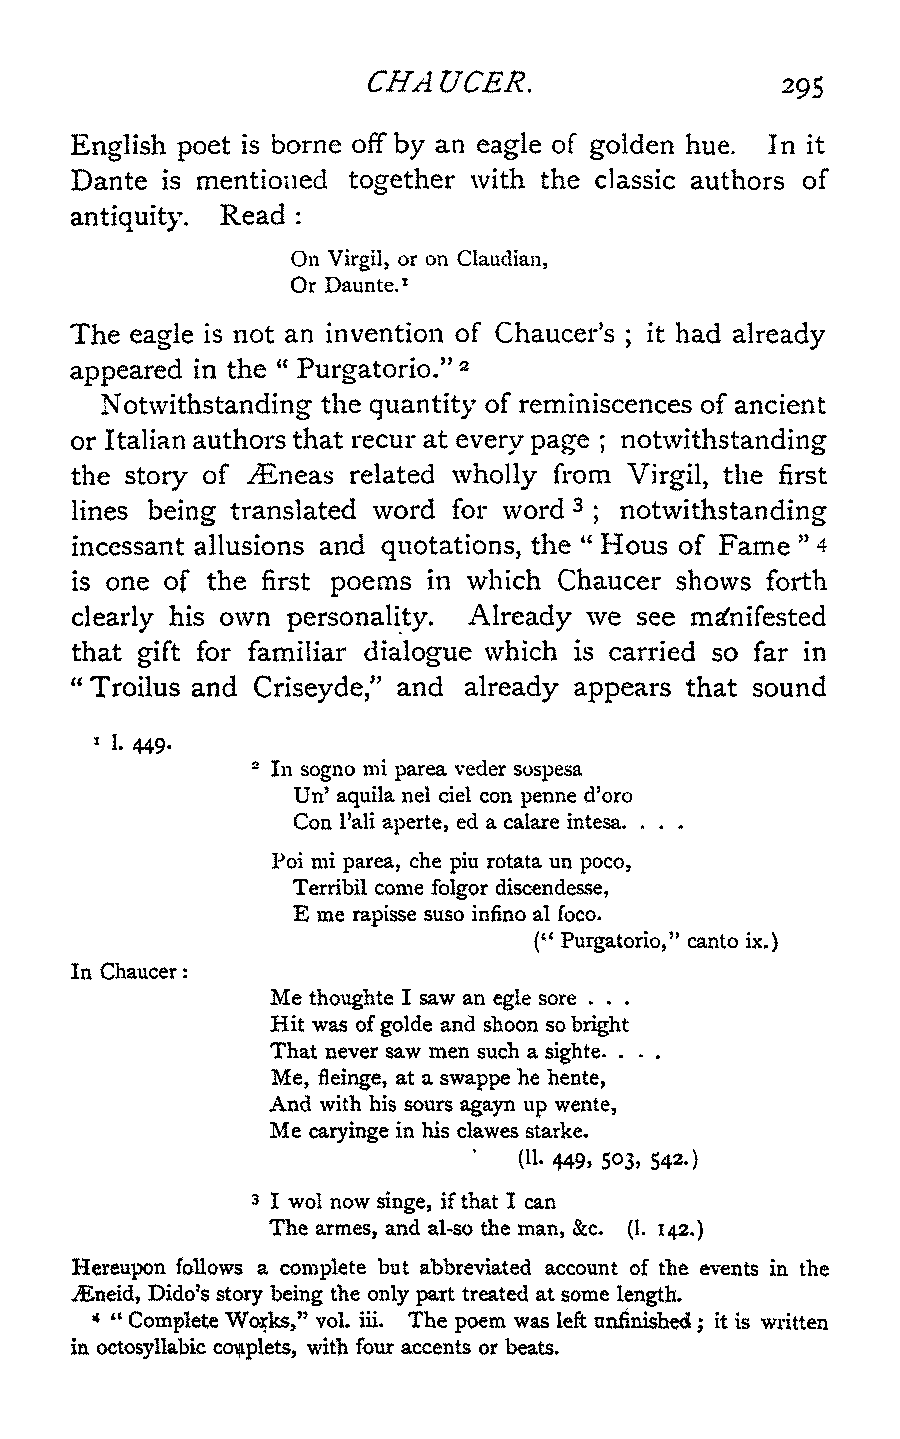 CHAUCER. 295
English poet is borne off by an eagle of golden hue. In it
Dante is mentioned together with the classic authors of
antiquity. Read :
On Virgil, or on Claudian,
Or Daunte.¹
The eagle is not an invention of Chaucer's ; it had already
appeared in the " Purgatorio." ²
Notwithstanding the quantity of reminiscences of ancient
or Italian authors that recur at every page ; notwithstanding
the story of Æneas related wholly from Virgil, the first
lines being translated word for word ³ ; notwithstanding
incessant allusions and quotations, the " Hous of Fame " ⁴
is one of the first poems in which Chaucer shows forth
clearly his own personality. Already we see manifested
that gift for familiar dialogue which is carried so far in
" Troilus and Criseyde," and already appears that sound
¹ l. 449.
² In sogno mi parea veder sospesa
Un' aquila nel ciel con penne d'oro
Con l'ali aperte, ed a calare intesa. . . .
Poi mi parea, che piu rotata un poco,
Terribil come folgor discendesse,
E me rapisse suso infino al foco.
(" Purgatorio," canto ix.)
In Chaucer :
Me thoughte I saw an egle sore . . .
Hit was of golde and shoon so bright
That never saw men such a sighte. . . .
Me, fleinge, at a swappe he hente,
And with his sours agayn up wente,
Me caryinge in his clawes starke.
(ll. 449, 503, 542.)
³ I wol now singe, if that I can
The armes, and al-so the man, &c. (l. 142.)
Hereupon follows a complete but abbreviated account of the events in the
Æneid, Dido's story being the only part treated at some length.
⁴ " Complete Works," vol. iii. The poem was left unfinished ; it is written
in octosyllabic couplets, with four accents or beats.